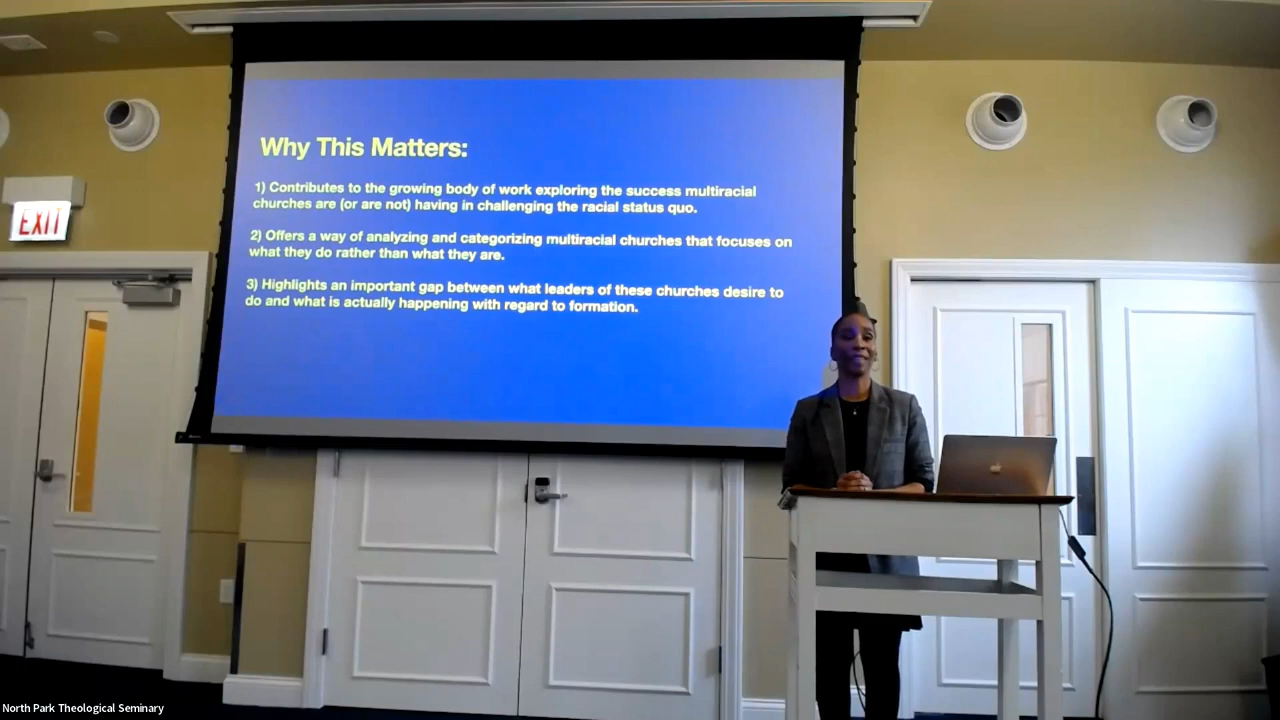 Why This Matters:
1) Contributes to the growing body of work exploring the success multiracial
churches are (or are not) having in challenging the racial status quo.
2) Offers a way of analyzing and categorizing multiracial churches that focuses on
what they do rather than what they are.
3) Highlights an important gap between what leaders of these churches desire to
do and what is actually happening with regard to formation.
EXIT
North Park Theological Seminary